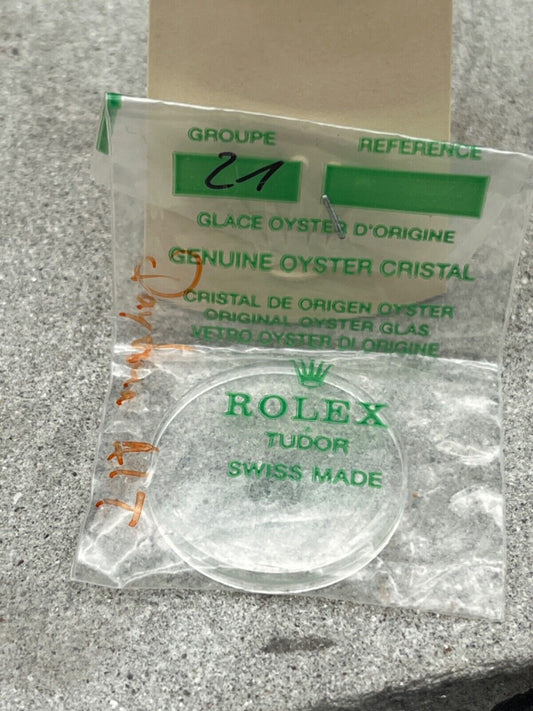 GROUPE REFERENCE
21
GLACE OYSTER D'ORIGINE
GENUINE OYSTER CRISTAL
CRISTAL DE ORIGEN OYSTER
ORIGINAL OYSTER GLAS
VETRO OYSTER DI ORIGINE
ROLEX
TUDOR
SWISS MADE